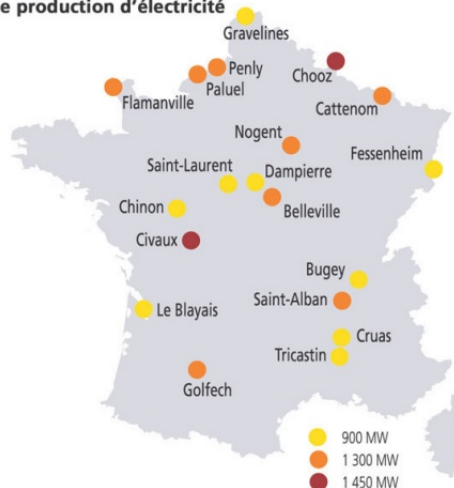 e production d'électricité
Gravelines
Penly
Chooz
Paluel
Flamanville
Cattenom
Nogent
Fessenheim
Saint-Laurent
Dampierre
Chinon
Belleville
Civaux
Bugey
Saint-Alban
Le Blayais
Cruas
Tricastin
Golfech
900 MW
1 300 MW
1 450 MW